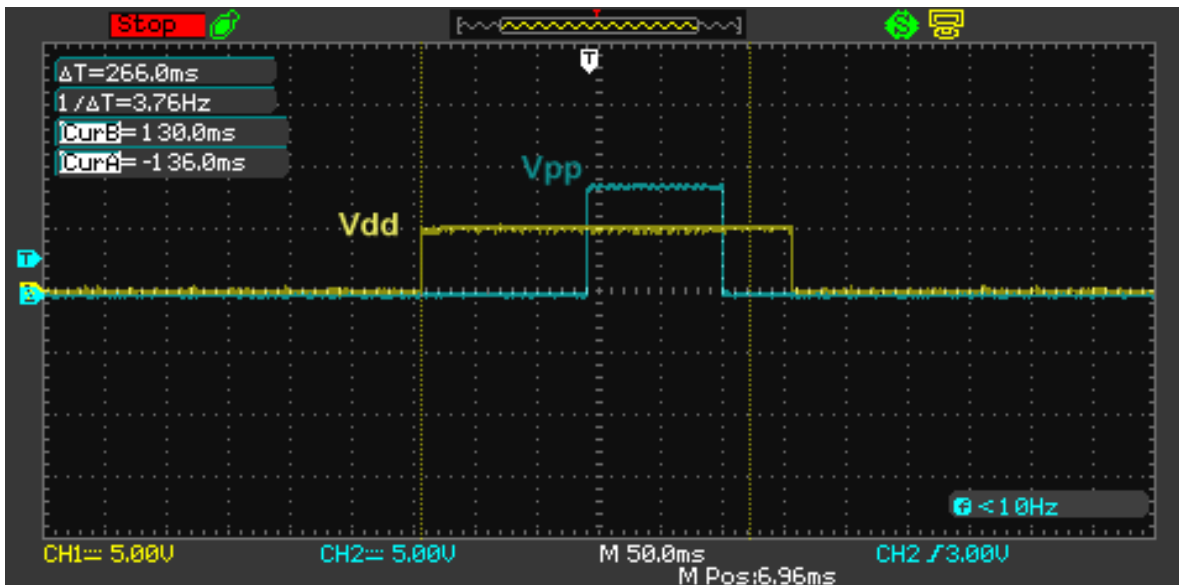 Stop
T
ΔT=266.0ms
1/ΔT=3.76Hz
CurB=130.0ms
CurA=-136.0ms
Vpp
Vdd
T
f<10Hz
CH1 5.00V CH2 5.00V M 50.0ms CH2 3.00V
M Pos:6.96ms